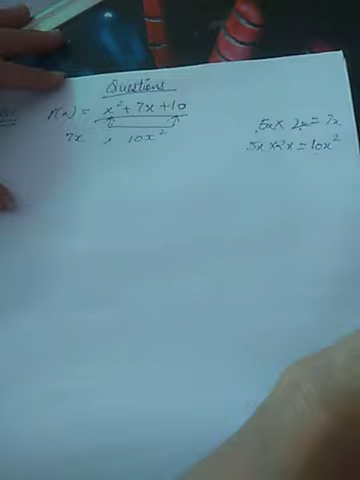 Questions
P(x) = x² + 7x + 10
7x , 10x²
5x × 2x = 7x
5x × 2x = 10x²